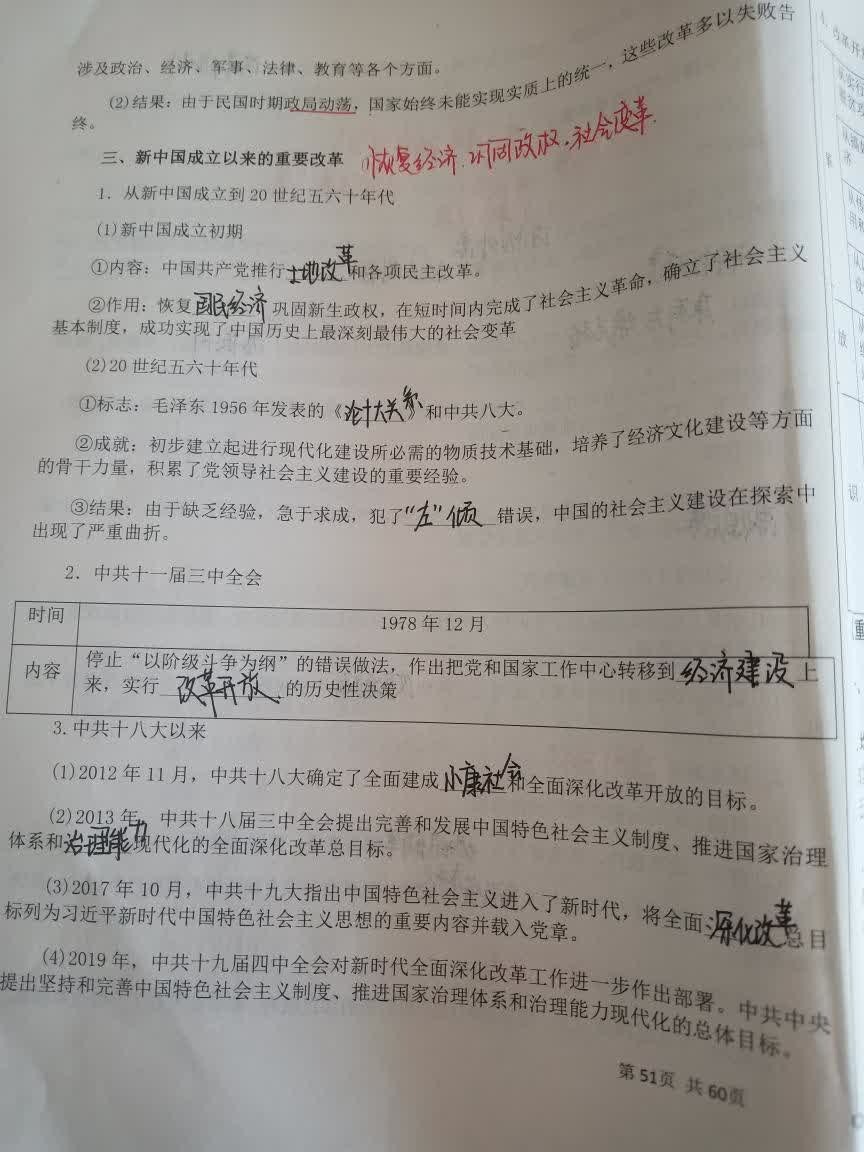 涉及政治、经济、军事、法律、教育等各个方面。
(2)结果：由于民国时期政局动荡，国家始终未能实现实质上的统一，这些改革多以失败告
终。
三、新中国成立以来的重要改革 恢复经济.巩固政权.社会变革.
1. 从新中国成立到20世纪五六十年代
(1)新中国成立初期
①内容：中国共产党推行土地改革和各项民主改革。
②作用：恢复国民经济巩固新生政权，在短时间内完成了社会主义革命，确立了社会主义
基本制度，成功实现了中国历史上最深刻最伟大的社会变革
(2)20世纪五六十年代
①标志：毛泽东1956年发表的《论十大关系》和中共八大。
②成就：初步建立起进行现代化建设所必需的物质技术基础，培养了经济文化建设等方面
的骨干力量，积累了党领导社会主义建设的重要经验。
③结果：由于缺乏经验，急于求成，犯了“左”倾错误，中国的社会主义建设在探索中
出现了严重曲折。
2. 中共十一届三中全会
时间 1978年12月
内容 停止“以阶级斗争为纲”的错误做法，作出把党和国家工作中心转移到经济建设上
来，实行改革开放的历史性决策
3.中共十八大以来
(1)2012年11月，中共十八大确定了全面建成小康社会和全面深化改革开放的目标。
(2)2013年，中共十八届三中全会提出完善和发展中国特色社会主义制度、推进国家治理
体系和治理能力现代化的全面深化改革总目标。
(3)2017年10月，中共十九大指出中国特色社会主义进入了新时代，将全面深化改革总目
标列为习近平新时代中国特色社会主义思想的重要内容并载入党章。
(4)2019年，中共十九届四中全会对新时代全面深化改革工作进一步作出部署。中共中央
提出坚持和完善中国特色社会主义制度、推进国家治理体系和治理能力现代化的总体目标。
第51页 共60页